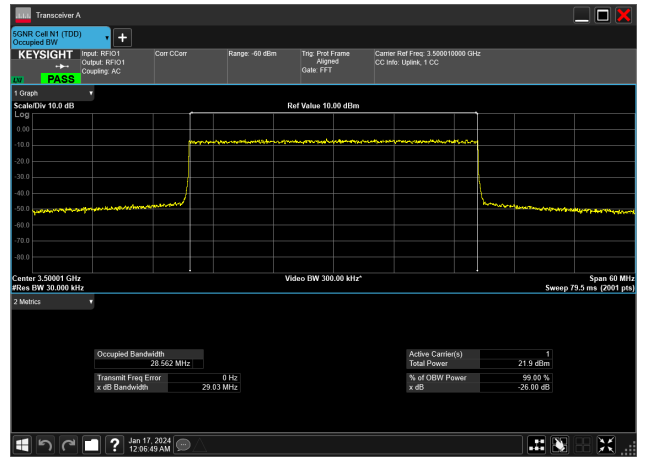 Transceiver A
5GNR Cell N1 (TDD)
Occupied BW
KEYSIGHT
LV
PASS
Input: RFIO1
Output: RFIO1
Coupling: AC
Corr CCorr
Range: -60 dBm
Trig: Prot Frame
Aligned
Gate: FFT
Carrier Ref Freq: 3.500010000 GHz
CC Info: Uplink, 1 CC
1 Graph
Scale/Div 10.0 dB
Ref Value 10.00 dBm
Log
0.00
-10.0
-20.0
-30.0
-40.0
-50.0
-60.0
-70.0
-80.0
Center 3.50001 GHz
Video BW 300.00 kHz*
Span 60 MHz
#Res BW 30.000 kHz
Sweep 79.5 ms (2001 pts)
2 Metrics
Occupied Bandwidth
28.562 MHz
Active Carrier(s) 1
Total Power 21.9 dBm
Transmit Freq Error 0 Hz
x dB Bandwidth 29.03 MHz
% of OBW Power 99.00 %
x dB -26.00 dB
?
Jan 17, 2024
12:06:49 AM